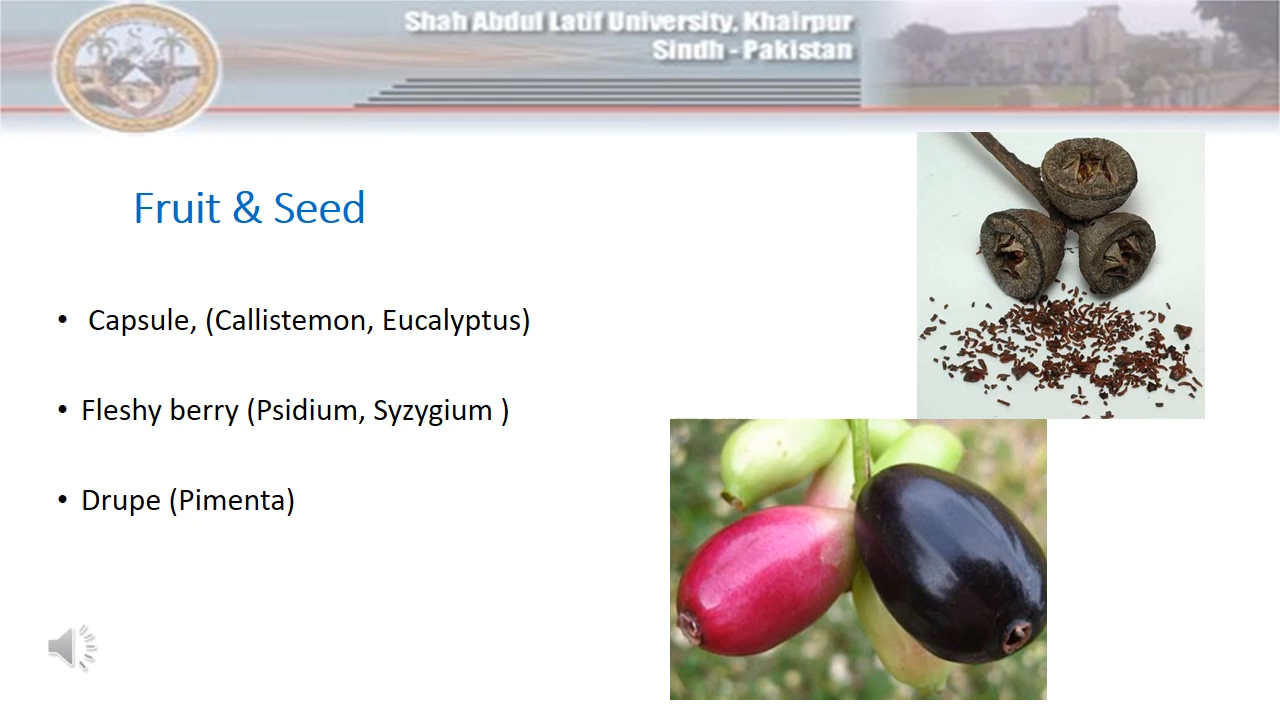 Shah Abdul Latif University, Khairpur
Sindh - Pakistan
Fruit & Seed
• Capsule, (Callistemon, Eucalyptus)
• Fleshy berry (Psidium, Syzygium )
• Drupe (Pimenta)